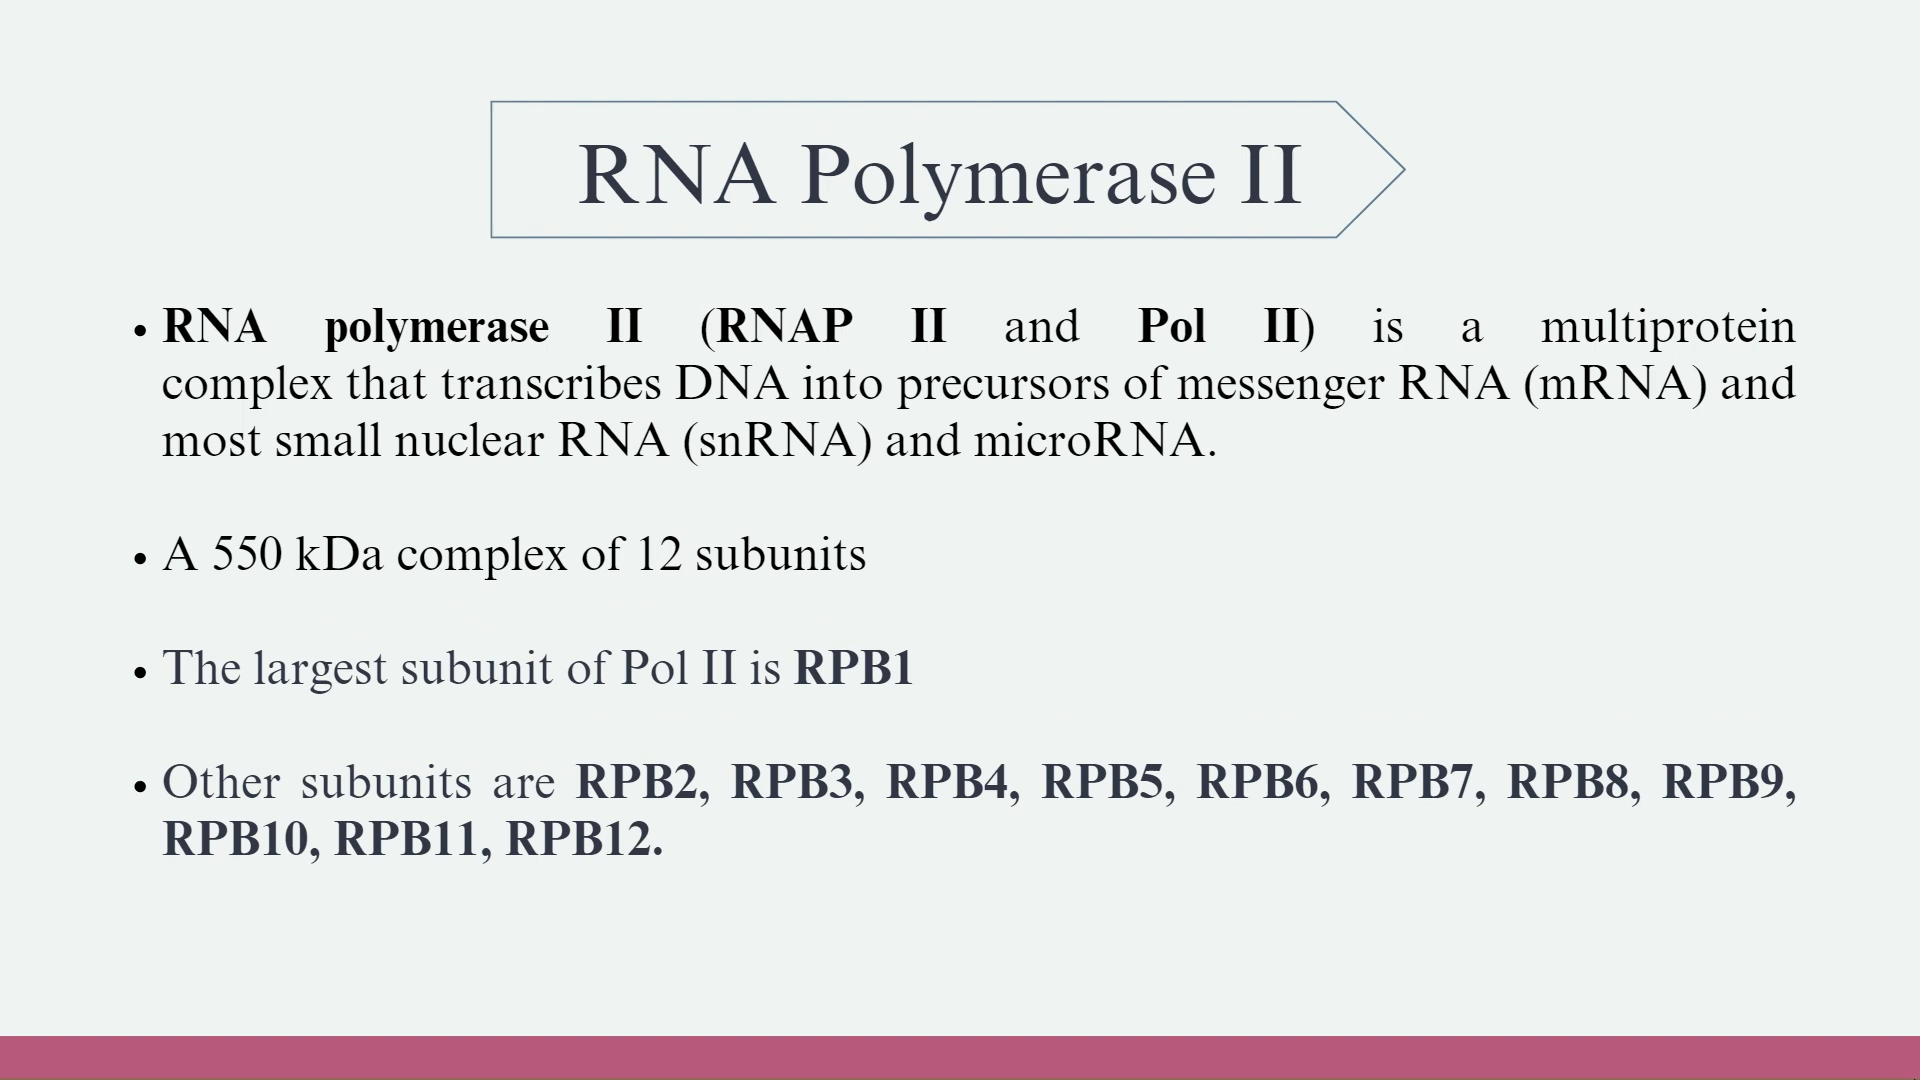 RNA Polymerase II
• RNA polymerase II (RNAP II and Pol II) is a multiprotein
complex that transcribes DNA into precursors of messenger RNA (mRNA) and
most small nuclear RNA (snRNA) and microRNA.
• A 550 kDa complex of 12 subunits
• The largest subunit of Pol II is RPB1
• Other subunits are RPB2, RPB3, RPB4, RPB5, RPB6, RPB7, RPB8, RPB9,
RPB10, RPB11, RPB12.